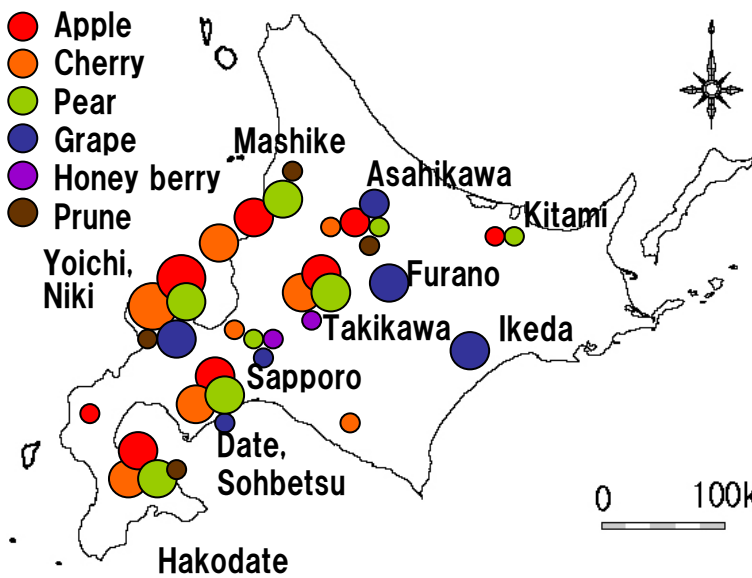 Apple
Cherry
Pear
Grape
Honey berry
Prune
Mashike
Asahikawa
Kitami
Yoichi,
Niki
Furano
Takikawa
Ikeda
Sapporo
Date,
Sohbetsu
Hakodate
0 100k